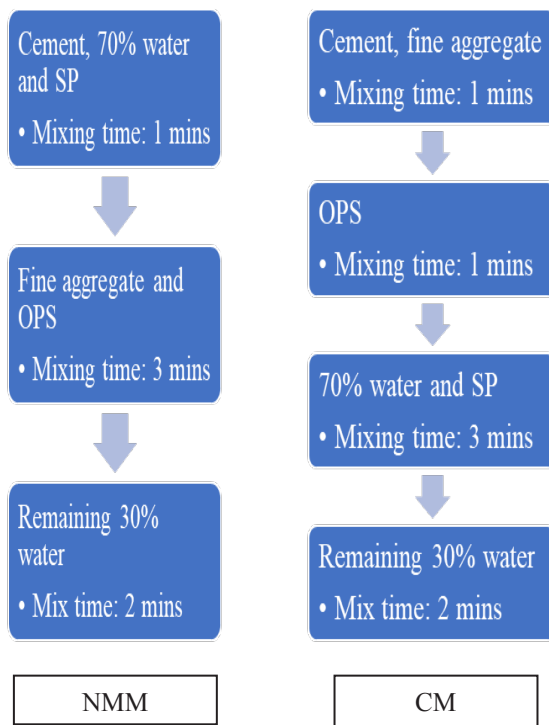 Cement, 70% water
and SP
• Mixing time: 1 mins
Fine aggregate and
OPS
• Mixing time: 3 mins
Remaining 30%
water
• Mix time: 2 mins
NMM
Cement, fine aggregate
• Mixing time: 1 mins
OPS
• Mixing time: 1 mins
70% water and SP
• Mixing time: 3 mins
Remaining 30% water
• Mix time: 2 mins
CM